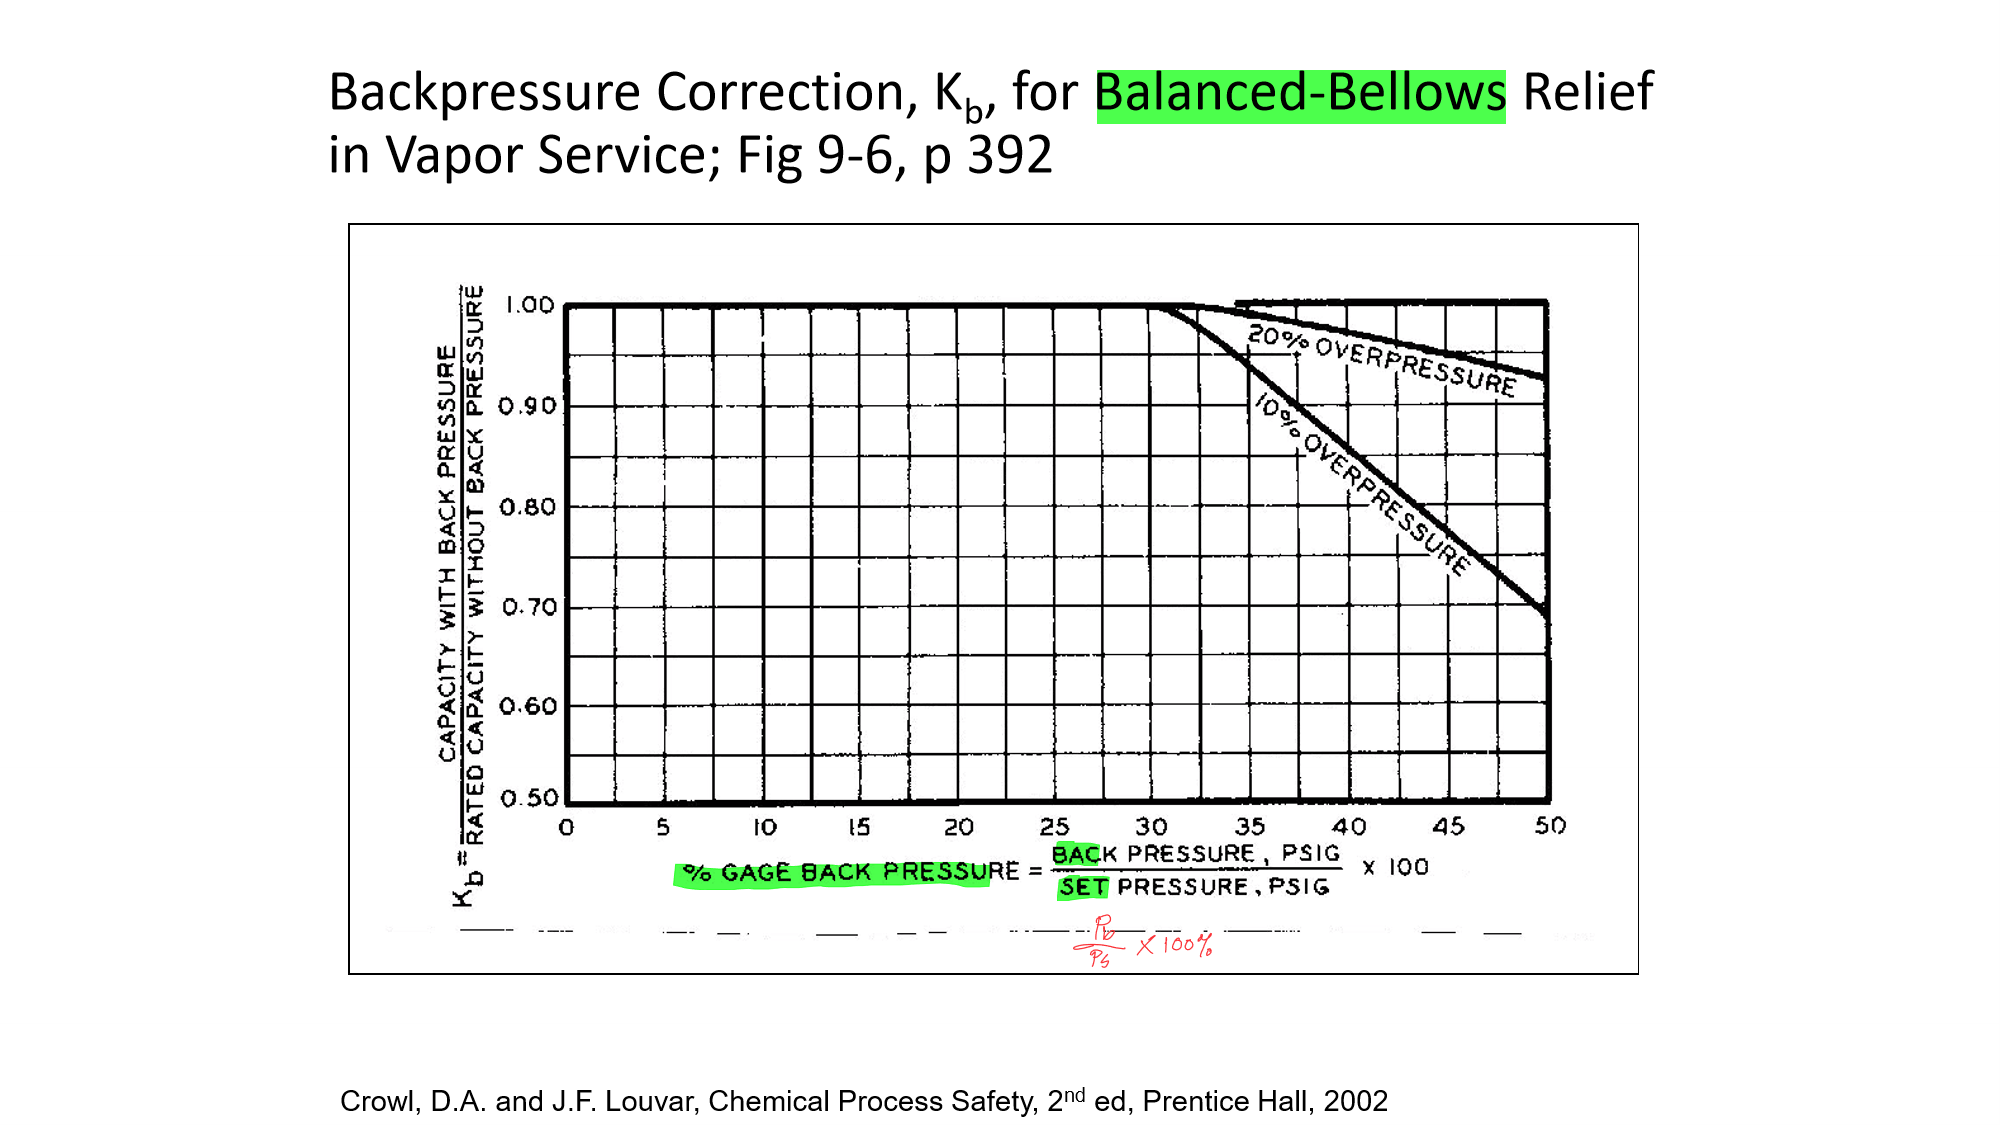 Backpressure Correction, Kb, for Balanced-Bellows Relief
in Vapor Service; Fig 9-6, p 392
Kb = CAPACITY WITH BACK PRESSURE
RATED CAPACITY WITHOUT BACK PRESSURE
1.00
0.90
0.80
0.70
0.60
0.50
20% OVERPRESSURE
10% OVERPRESSURE
0 5 10 15 20 25 30 35 40 45 50
% GAGE BACK PRESSURE = BACK PRESSURE, PSIG
SET PRESSURE, PSIG
X 100
Pb
Ps
X 100%
Crowl, D.A. and J.F. Louvar, Chemical Process Safety, 2nd ed, Prentice Hall, 2002